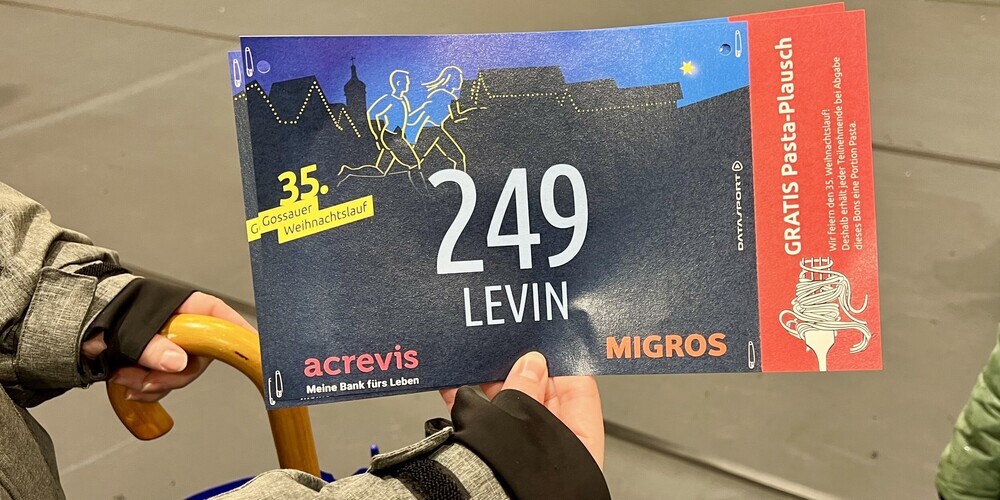 35.
Gossauer
Weihnachtslauf
249
LEVIN
acrevis
Meine Bank fürs Leben
MIGROS
DATASPORT
GRATIS Pasta-Plausch
Wir feiern den 35. Weihnachtslauf!
Deshalb erhält jeder Teilnehmende bei Abgabe
dieses Bons eine Portion Pasta.